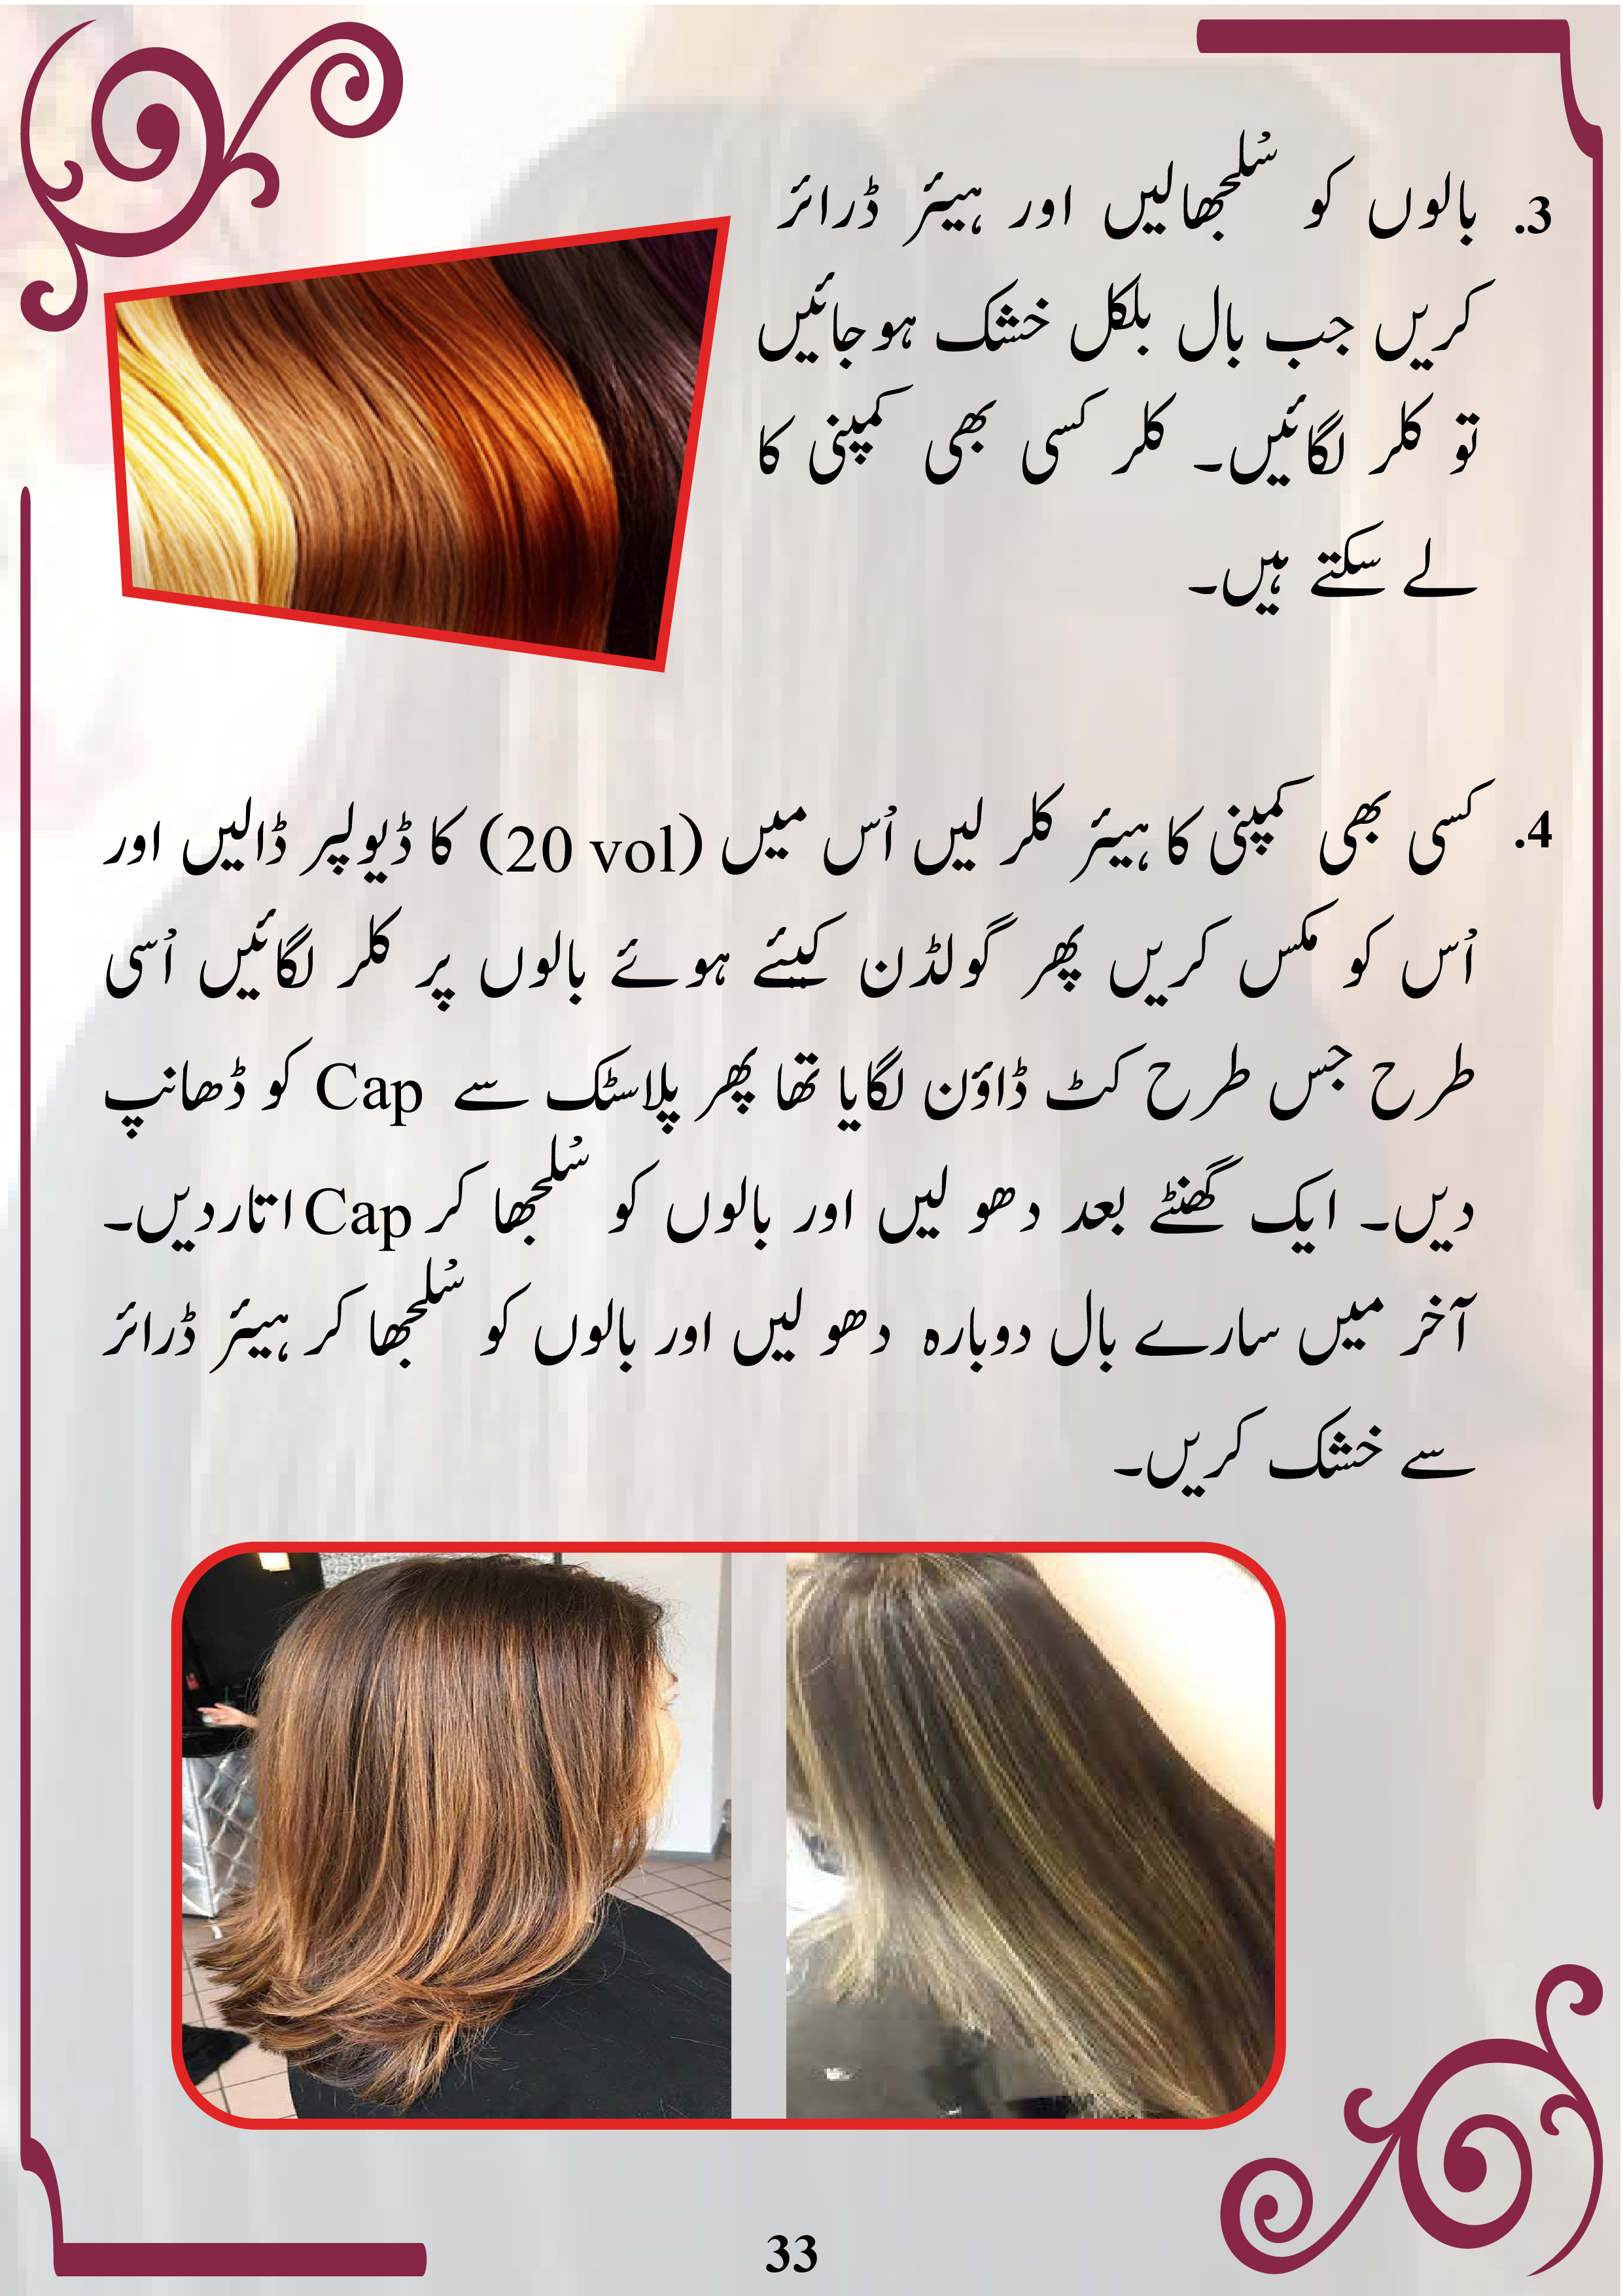 3. بالوں کو سُلجھالیں اور ہیئر ڈرائر
کریں جب بال بلکل خشک ہوجائیں
تو کلر لگائیں۔ کلر کسی بھی کمپنی کا
لے سکتے ہیں۔
4. کسی بھی کمپنی کا ہیئر کلر لیں اُس میں (20 vol) کا ڈیولپر ڈالیں اور
اُس کو مکس کریں پھر گولڈن کیئے ہوئے بالوں پر کلر لگائیں اُسی
طرح جس طرح کٹ ڈاؤن لگایا تھا پھر پلاسٹک سے Cap کو ڈھانپ
دیں۔ ایک گھنٹے بعد دھو لیں اور بالوں کو سُلجھا کر Cap اتاردیں۔
آخر میں سارے بال دوبارہ دھو لیں اور بالوں کو سُلجھا کر ہیئر ڈرائر
سے خشک کریں۔
33